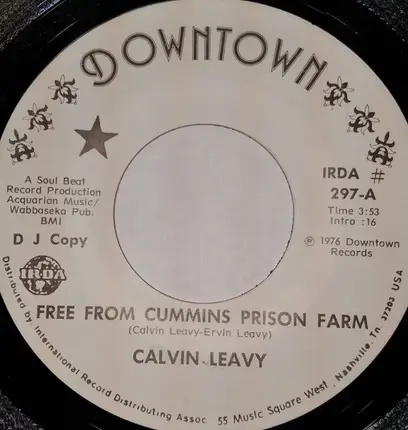 DOWNTOWN
A Soul Beat
Record Production
Acquarian Music/
Wabbaseka Pub.
BMI
D J Copy
IRDA #
297-A
Time 3:53
Intro :16
℗ 1976 Downtown
Records
IRDA
FREE FROM CUMMINS PRISON FARM
(Calvin Leavy-Ervin Leavy)
CALVIN LEAVY
Distributed by International Record Distributing Assoc. 55 Music Square West, Nashville, Tn. 37203 USA